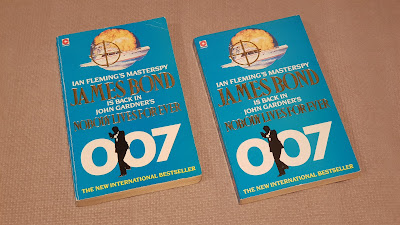 IAN FLEMING'S MASTERSPY
JAMES BOND
IS BACK IN
JOHN GARDNER'S
NOBODY LIVES FOR EVER
007
THE NEW INTERNATIONAL BESTSELLER
IAN FLEMING'S MASTERSPY
JAMES BOND
IS BACK IN
JOHN GARDNER'S
NOBODY LIVES FOR EVER
007
THE NEW INTERNATIONAL BESTSELLER